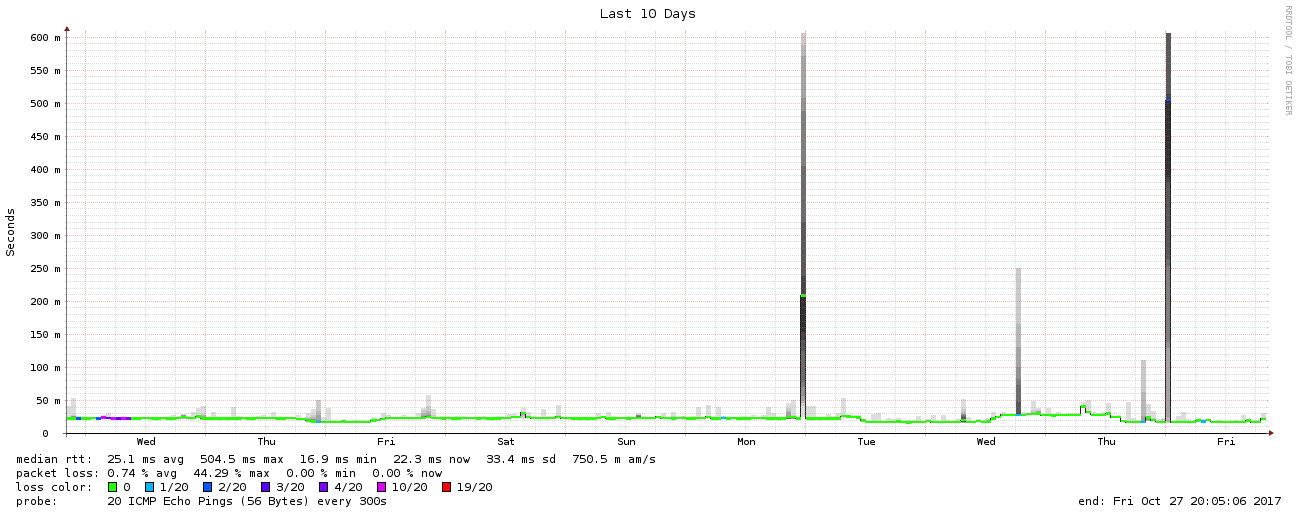 Last 10 Days
RRDTOOL / TOBI OETIKER
Seconds
600 m
550 m
500 m
450 m
400 m
350 m
300 m
250 m
200 m
150 m
100 m
50 m
0
Wed Thu Fri Sat Sun Mon Tue Wed Thu Fri
median rtt: 25.1 ms avg 504.5 ms max 16.9 ms min 22.3 ms now 33.4 ms sd 750.5 m am/s
packet loss: 0.74 % avg 44.29 % max 0.00 % min 0.00 % now
loss color: 0 1/20 2/20 3/20 4/20 10/20 19/20
probe: 20 ICMP Echo Pings (56 Bytes) every 300s end: Fri Oct 27 20:05:06 2017